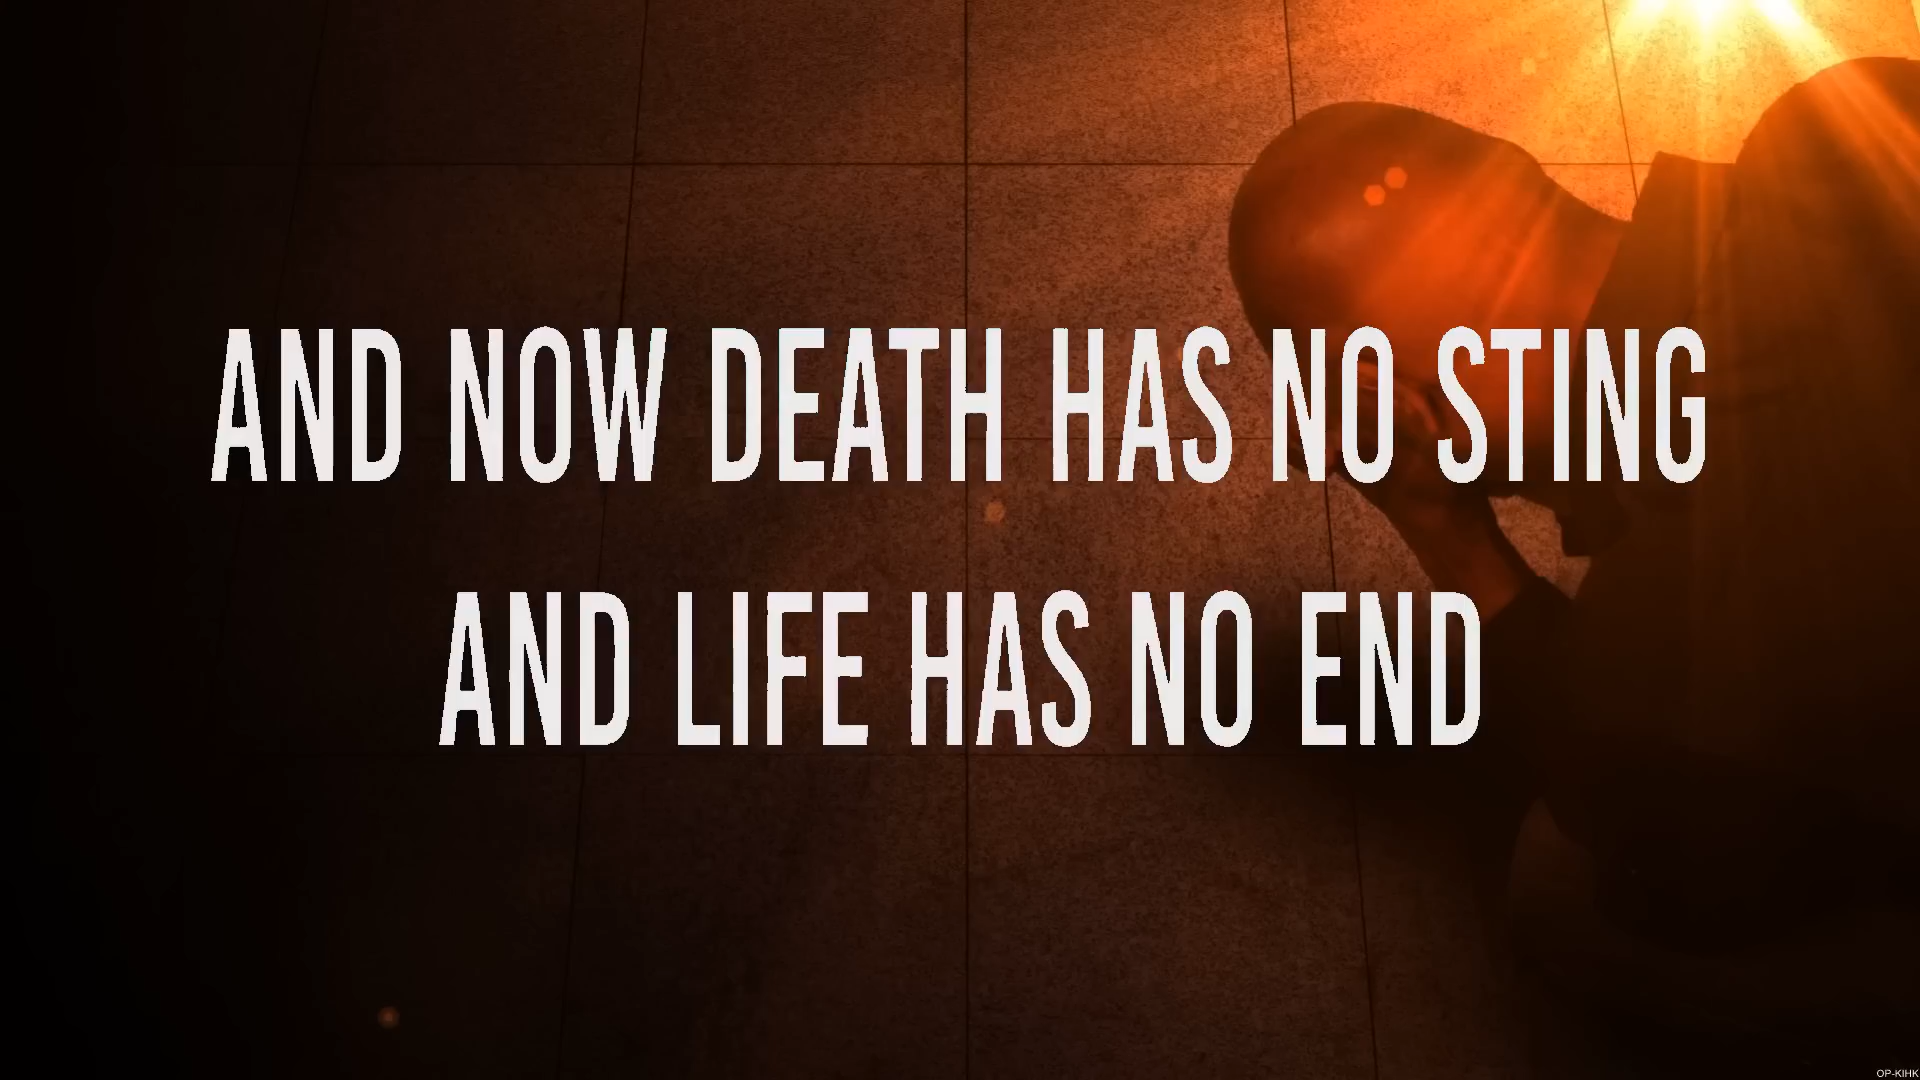 AND NOW DEATH HAS NO STING
AND LIFE HAS NO END
OP-KIHK